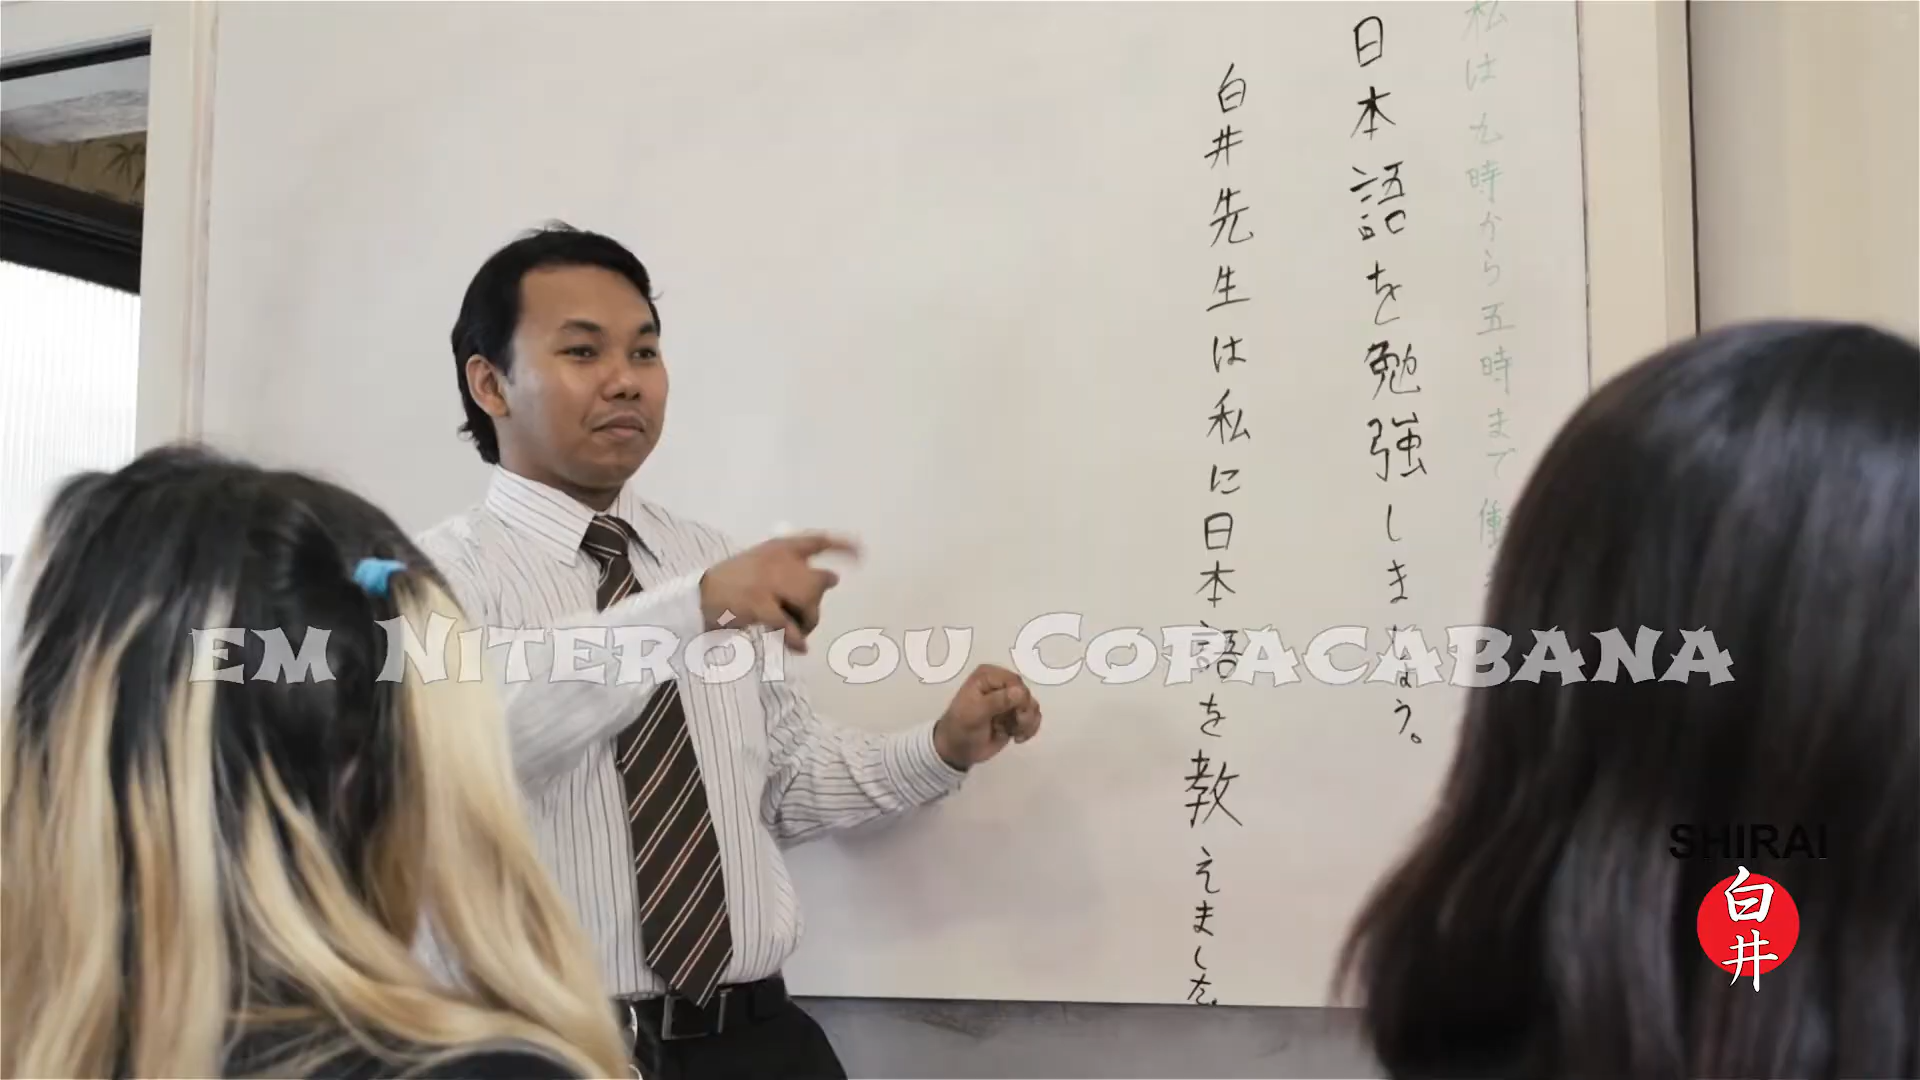 私は九時から五時まで働
日本語を勉強しましょう。
白井先生は私に日本語を教えました。
em Niterói ou Copacabana
SHIRAI
白井